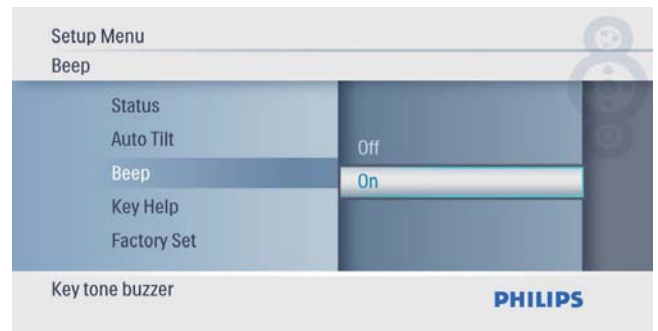 Setup Menu
Beep
Status
Auto Tilt
Beep
Key Help
Factory Set
Off
On
Key tone buzzer
PHILIPS